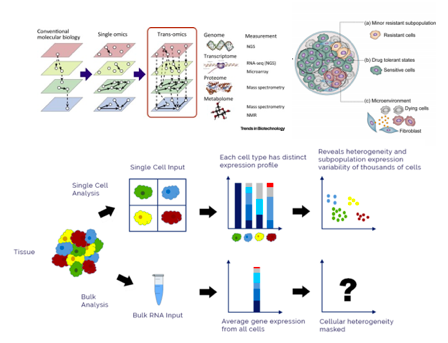 Conventional
molecular biology
Single omics
Trans-omics
Genome
Measurement
NGS
Transcriptome
RNA-seq (NGS)
Microarray
Proteome
Mass spectrometry
Metabolome
Mass spectrometry
NMR
Trends in Biotechnology
(a) Minor resistant subpopulation
Resistant cells
(b) Drug tolerant states
Sensitive cells
(c) Microenvironment
Dying cells
Fibroblast
Single Cell Input
Each cell type has distinct
expression profile
Reveals heterogeneity and
subpopulation expression
variability of thousands of cells
Single Cell
Analysis
Tissue
Bulk
Analysis
Bulk RNA Input
Average gene expression
from all cells
?
Cellular heterogeneity
masked